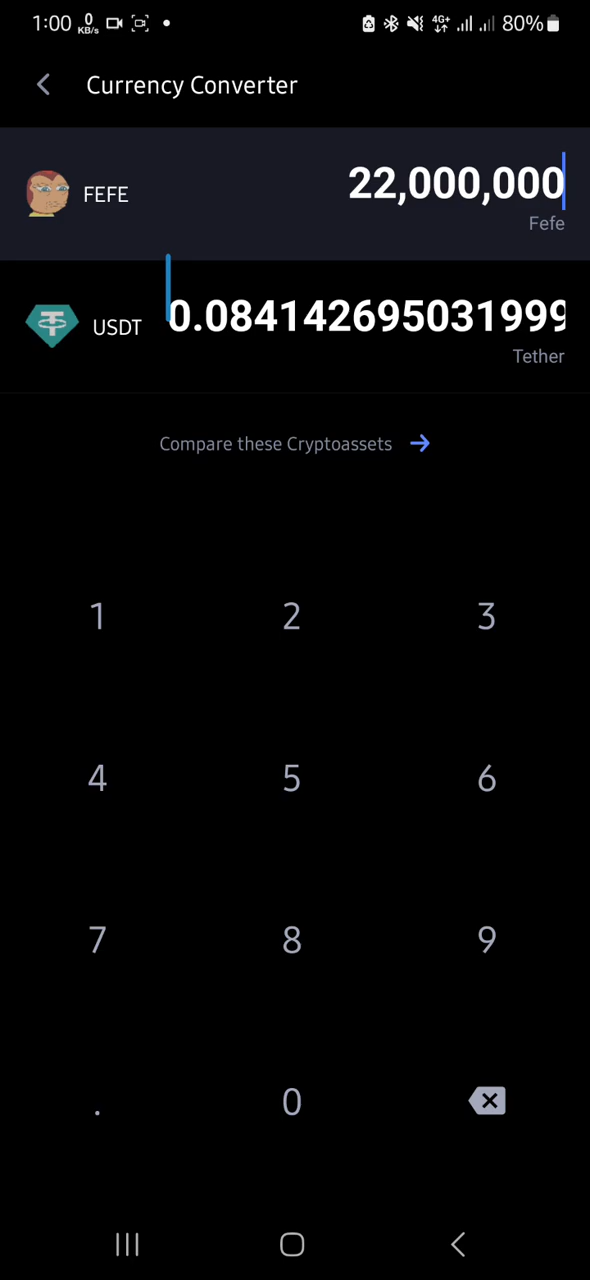 1:00 0 KB/s 4G+ 80%
Currency Converter
FEFE 22,000,000
Fefe
USDT 0.084142695031999
Tether
Compare these Cryptoassets
1 2 3
4 5 6
7 8 9
. 0